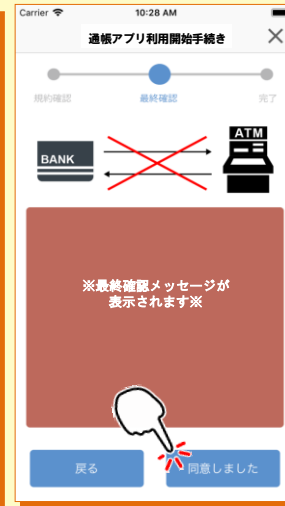 Carrier 10:28 AM
通帳アプリ利用開始手続き
規約確認 最終確認 完了
BANK
ATM
※最終確認メッセージが
表示されます※
戻る 同意しました